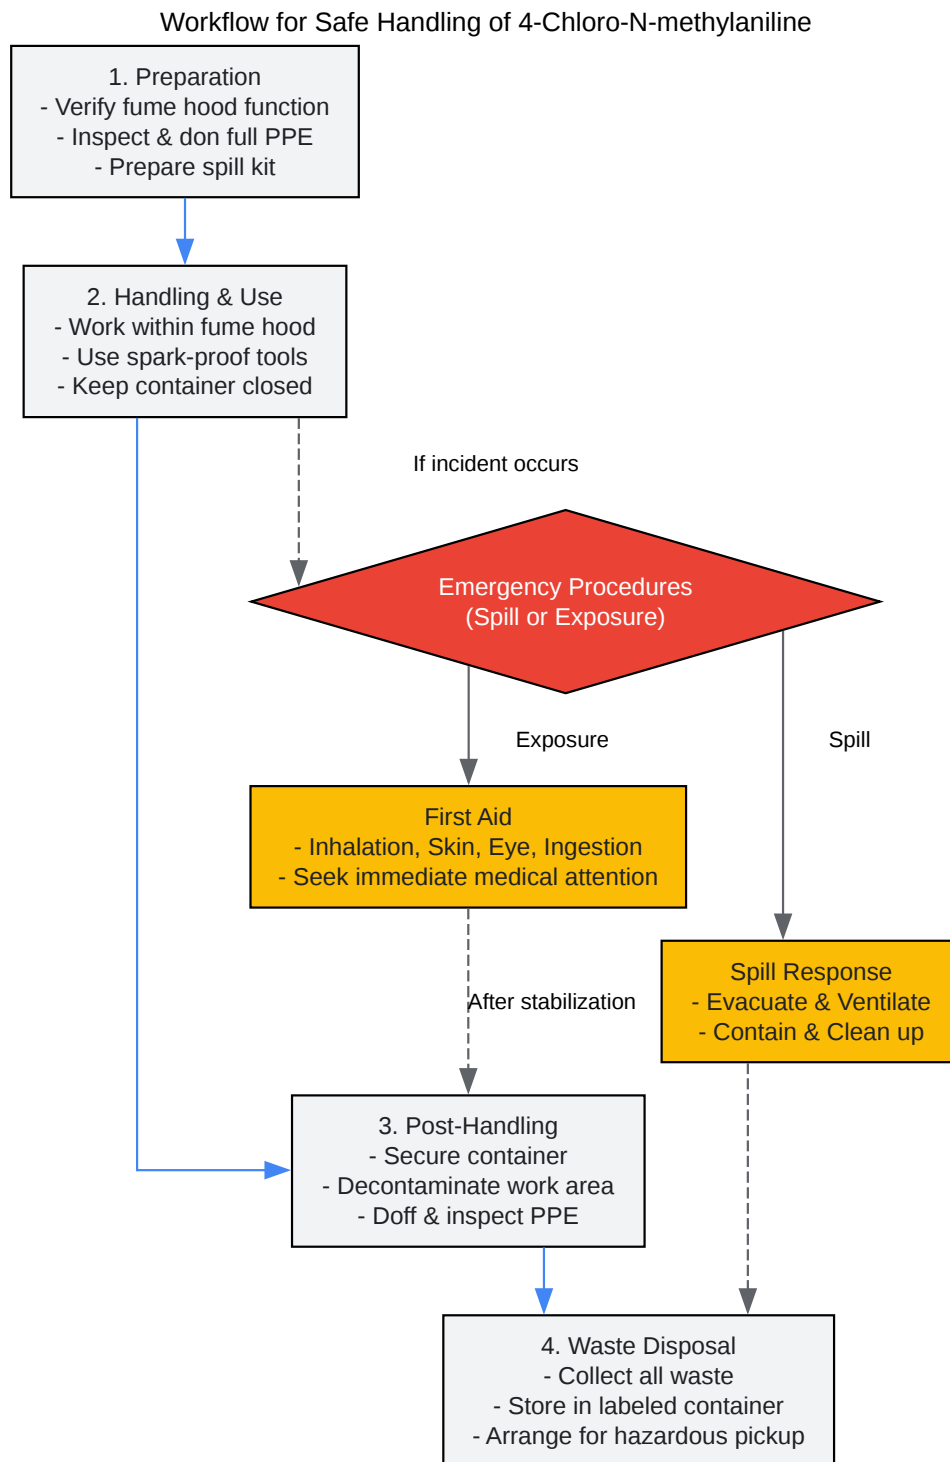 Workflow for Safe Handling of 4-Chloro-N-methylaniline
1. Preparation
- Verify fume hood function
- Inspect & don full PPE
- Prepare spill kit
2. Handling & Use
- Work within fume hood
- Use spark-proof tools
- Keep container closed
If incident occurs
Emergency Procedures
(Spill or Exposure)
Exposure
Spill
First Aid
- Inhalation, Skin, Eye, Ingestion
- Seek immediate medical attention
Spill Response
- Evacuate & Ventilate
- Contain & Clean up
After stabilization
3. Post-Handling
- Secure container
- Decontaminate work area
- Doff & inspect PPE
4. Waste Disposal
- Collect all waste
- Store in labeled container
- Arrange for hazardous pickup